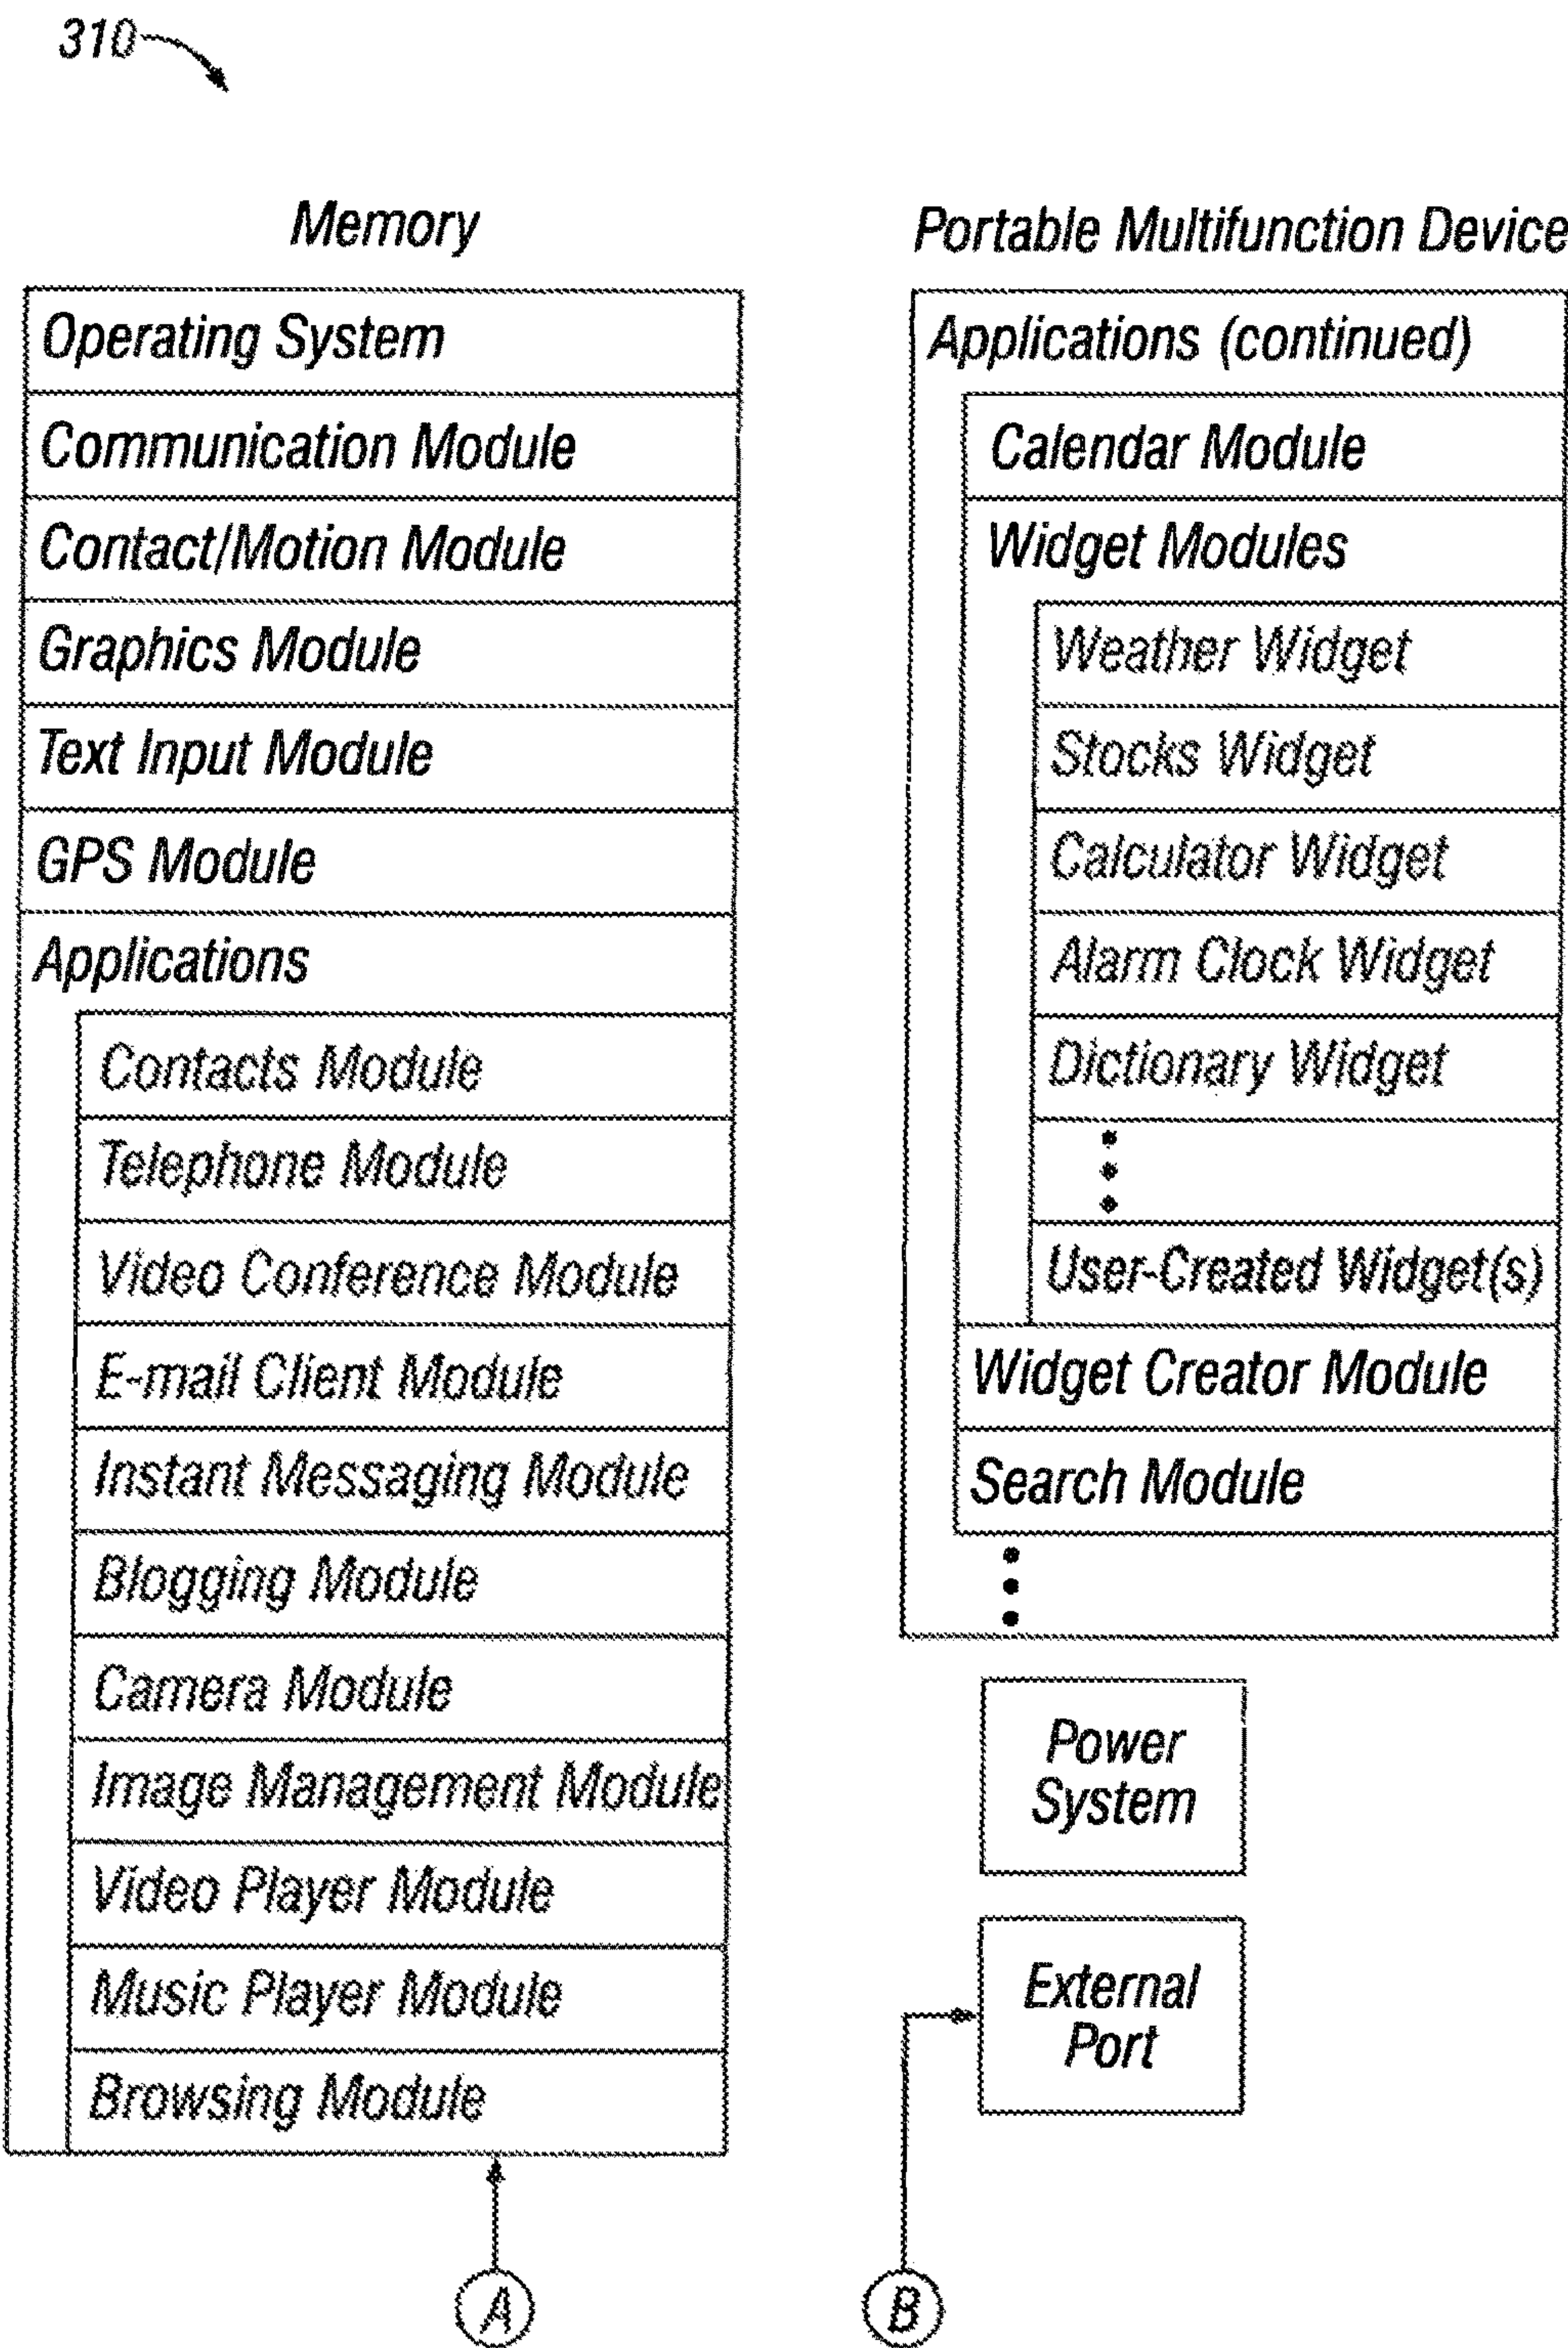 310
Memory
Operating System
Communication Module
Contact/Motion Module
Graphics Module
Text Input Module
GPS Module
Applications
Contacts Module
Telephone Module
Video Conference Module
E-mail Client Module
Instant Messaging Module
Blogging Module
Camera Module
Image Management Module
Video Player Module
Music Player Module
Browsing Module
A
Portable Multifunction Device
Applications (continued)
Calendar Module
Widget Modules
Weather Widget
Stocks Widget
Calculator Widget
Alarm Clock Widget
Dictionary Widget
User-Created Widget(s)
Widget Creator Module
Search Module
Power
System
External
Port
B